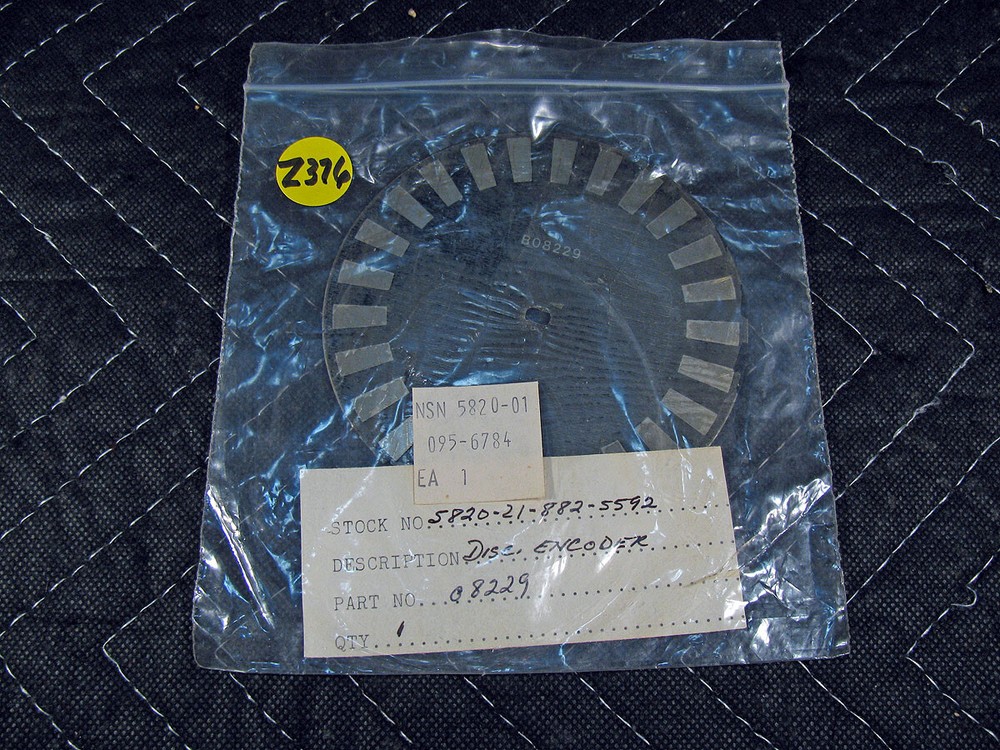 Z376
808229
NSN 5820-01
095-6784
EA 1
STOCK NO. 5820-21-882-5592
DESCRIPTION Disc, ENCODER
PART NO... 08229
QTY. 1